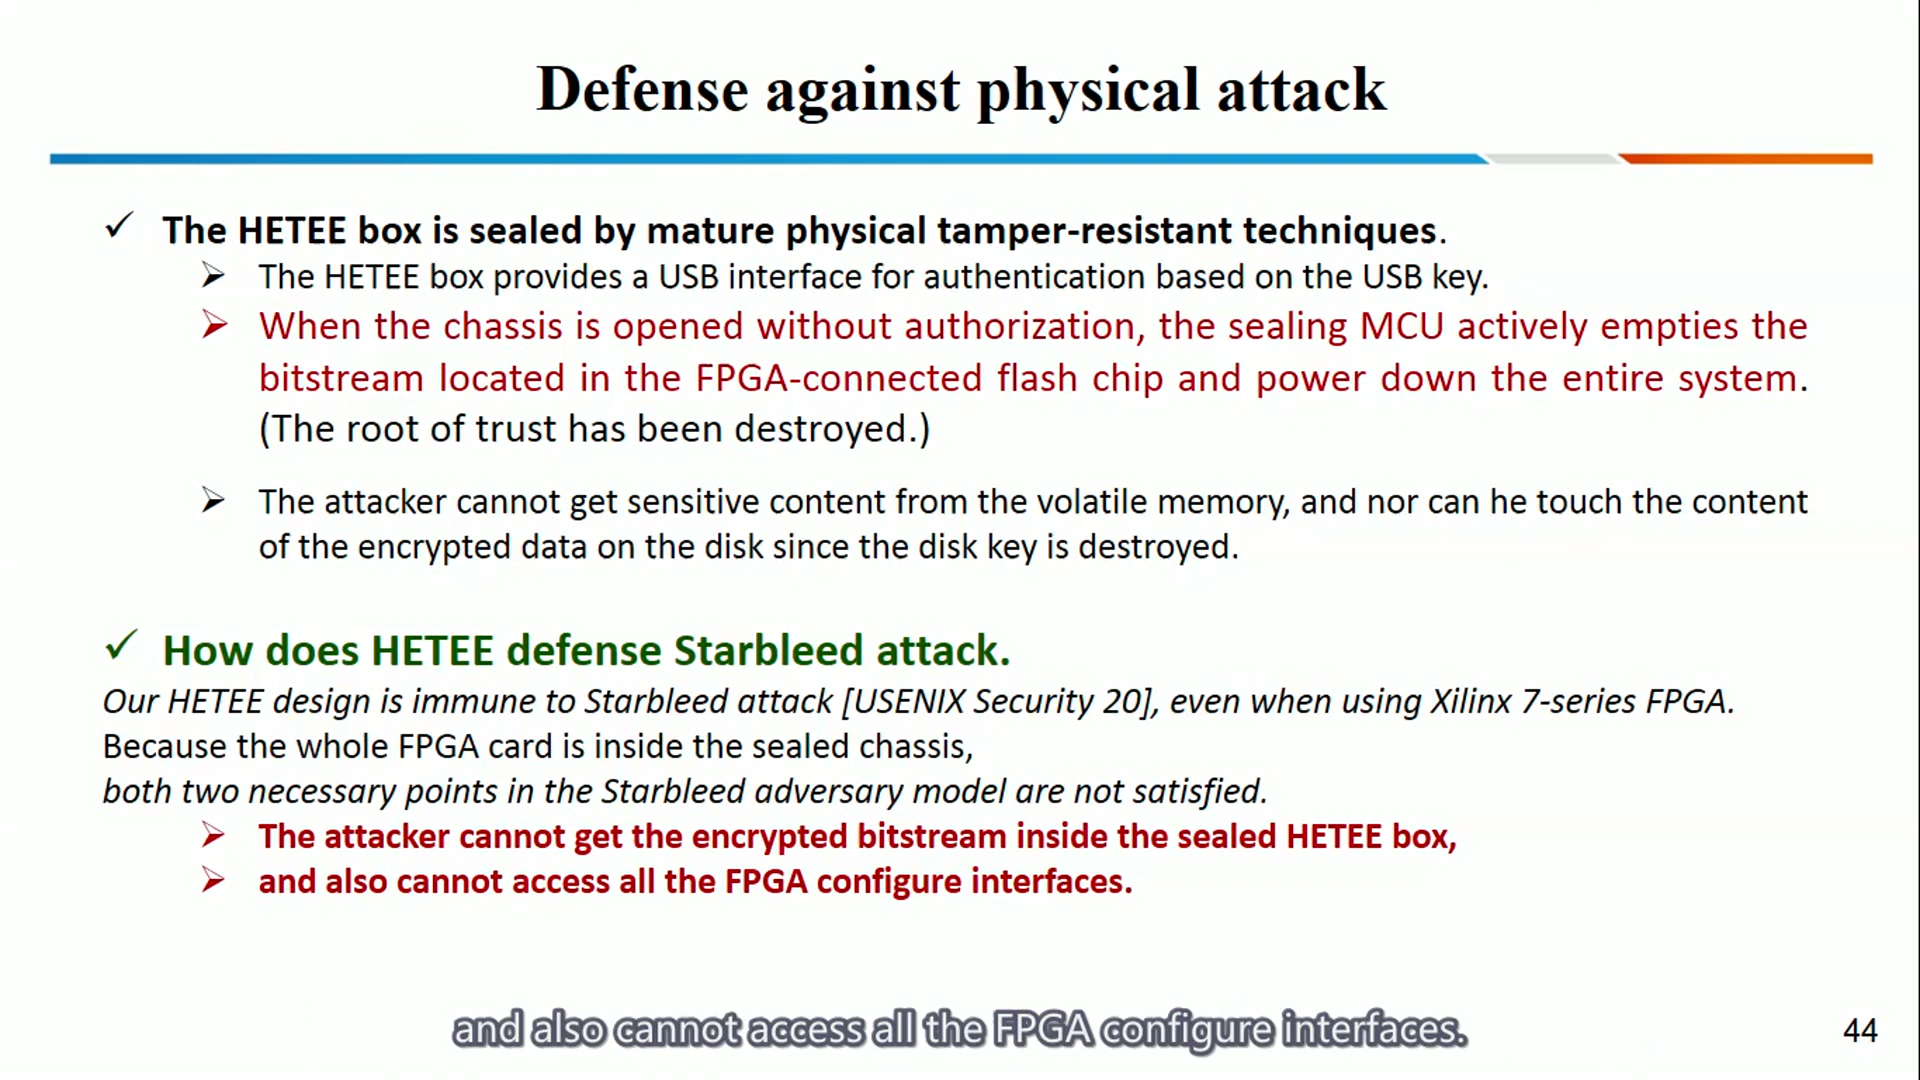 Defense against physical attack
✓ The HETEE box is sealed by mature physical tamper-resistant techniques.
➢ The HETEE box provides a USB interface for authentication based on the USB key.
➢ When the chassis is opened without authorization, the sealing MCU actively empties the
bitstream located in the FPGA-connected flash chip and power down the entire system.
(The root of trust has been destroyed.)
➢ The attacker cannot get sensitive content from the volatile memory, and nor can he touch the content
of the encrypted data on the disk since the disk key is destroyed.
✓ How does HETEE defense Starbleed attack.
Our HETEE design is immune to Starbleed attack [USENIX Security 20], even when using Xilinx 7-series FPGA.
Because the whole FPGA card is inside the sealed chassis,
both two necessary points in the Starbleed adversary model are not satisfied.
➢ The attacker cannot get the encrypted bitstream inside the sealed HETEE box,
➢ and also cannot access all the FPGA configure interfaces.
and also cannot access all the FPGA configure interfaces.
44